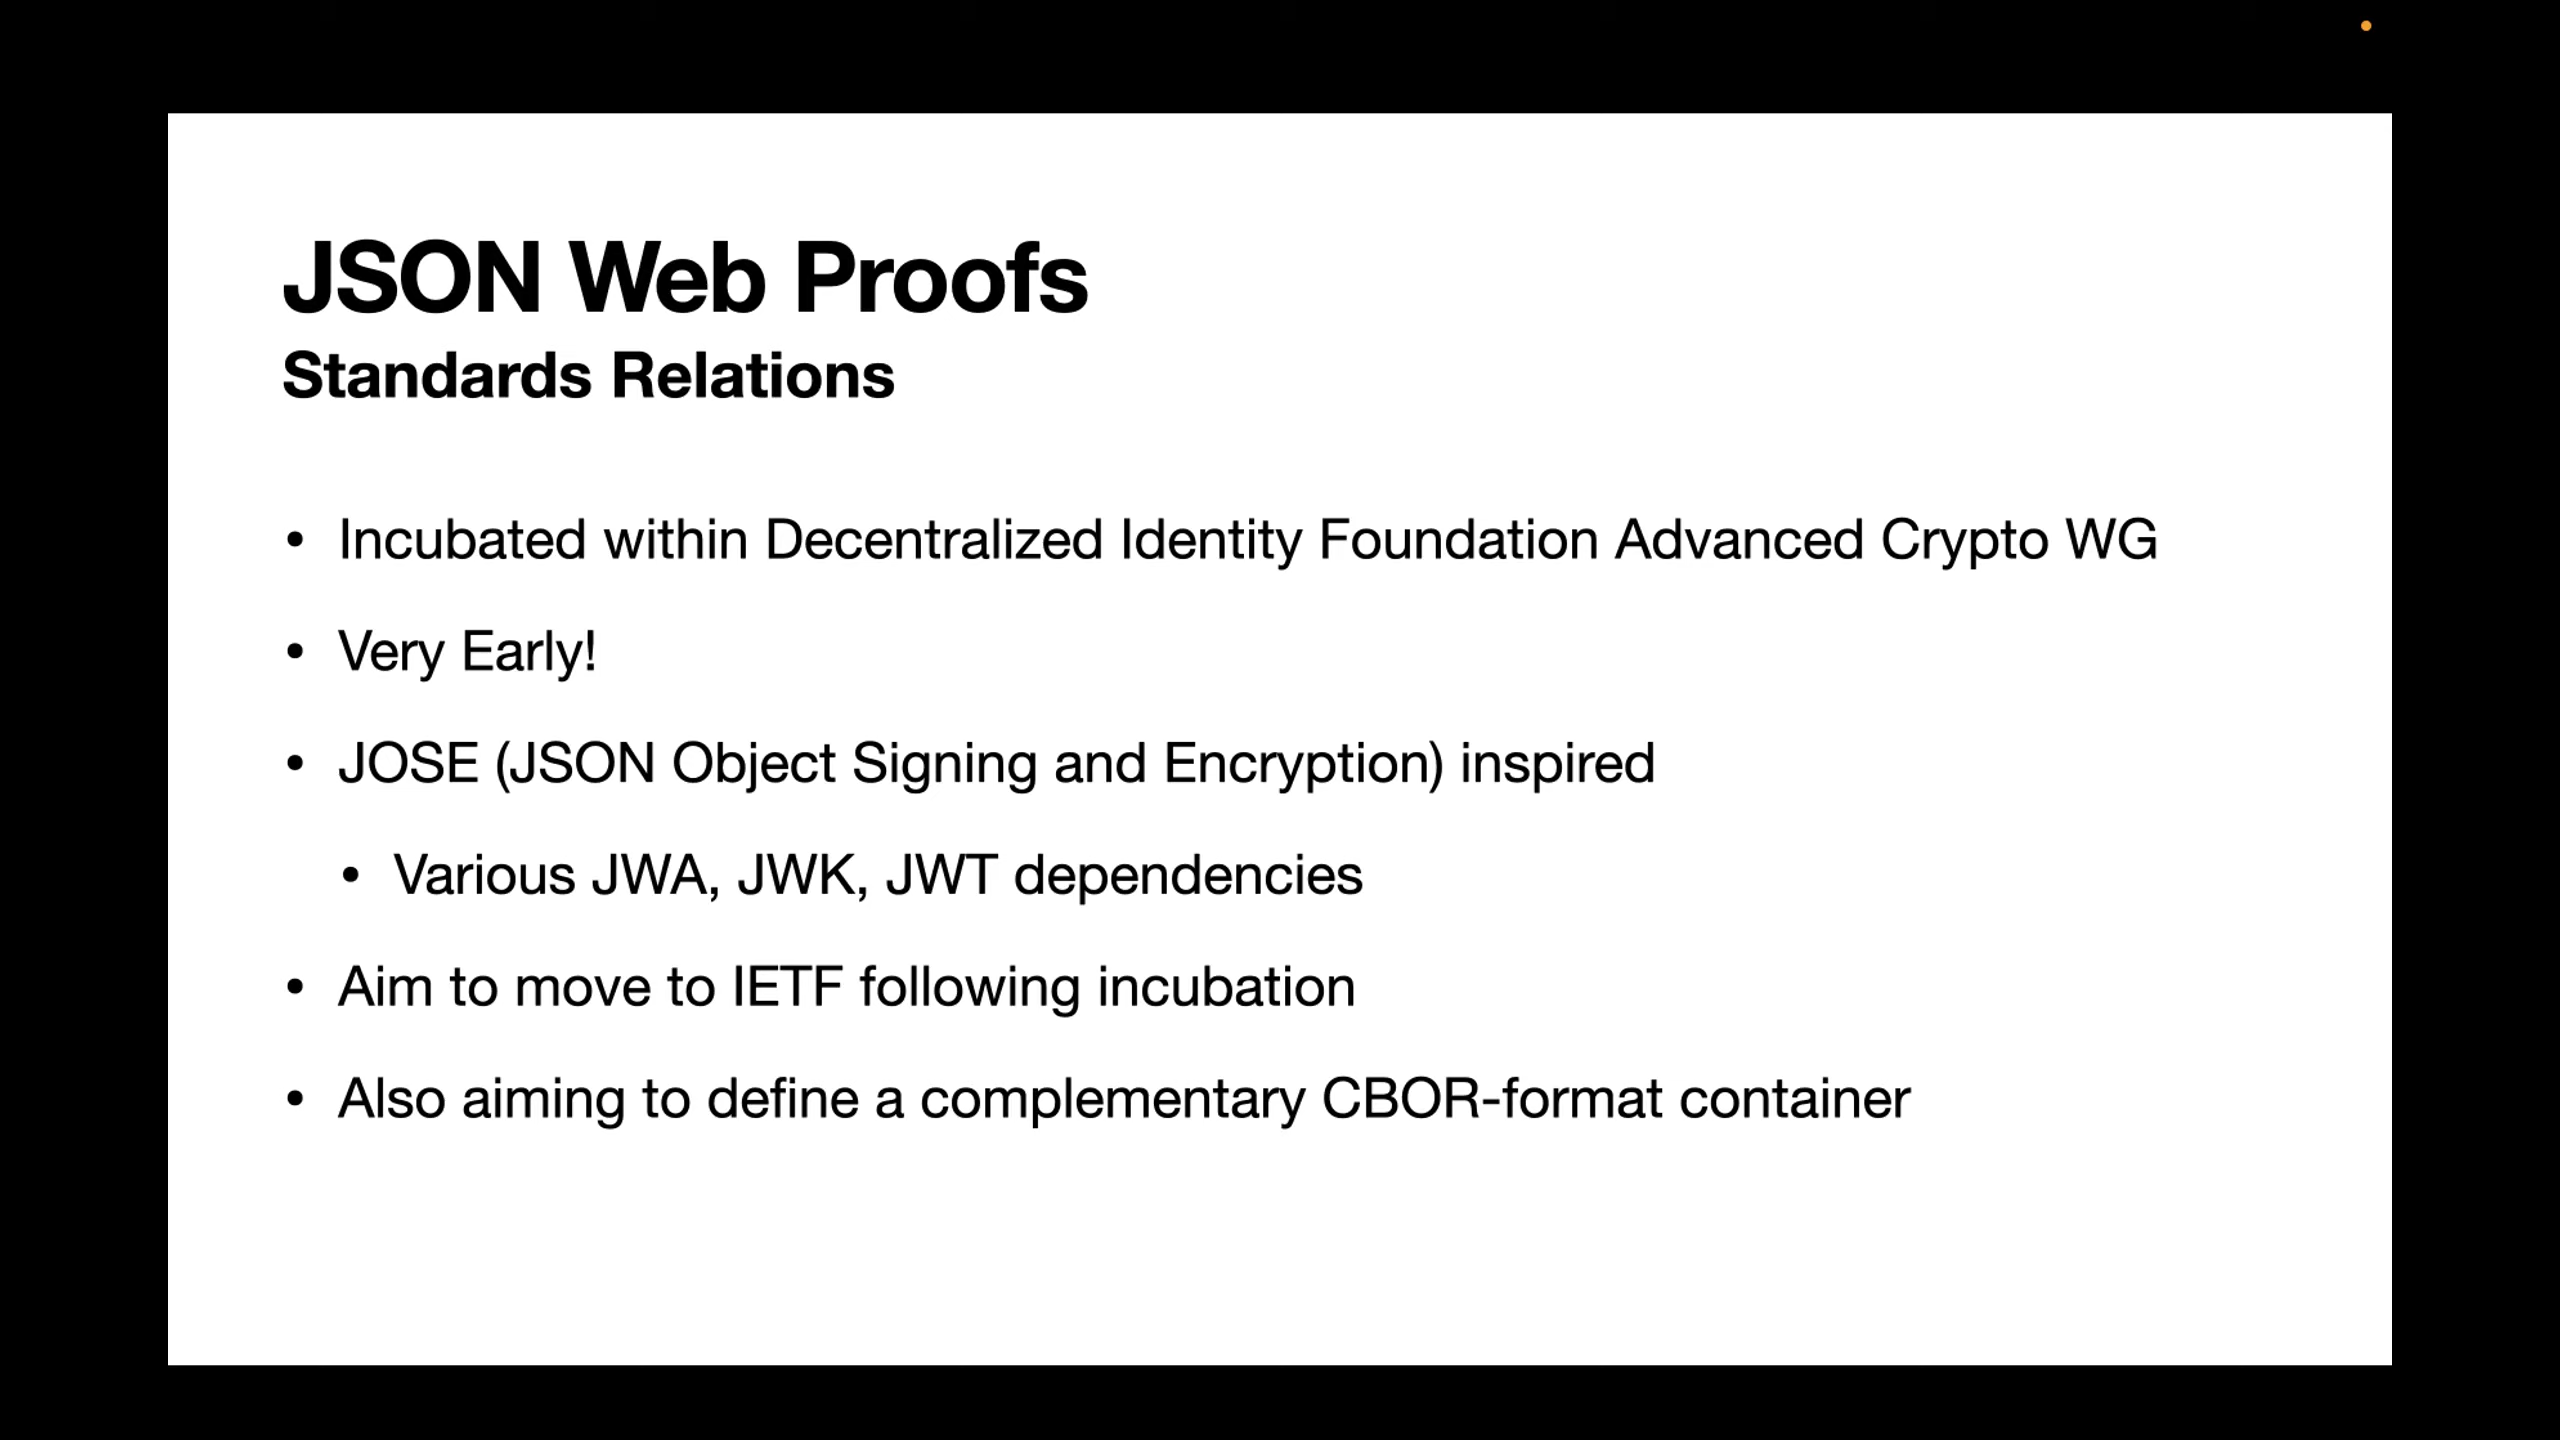 JSON Web Proofs
Standards Relations
• Incubated within Decentralized Identity Foundation Advanced Crypto WG
• Very Early!
• JOSE (JSON Object Signing and Encryption) inspired
• Various JWA, JWK, JWT dependencies
• Aim to move to IETF following incubation
• Also aiming to define a complementary CBOR-format container